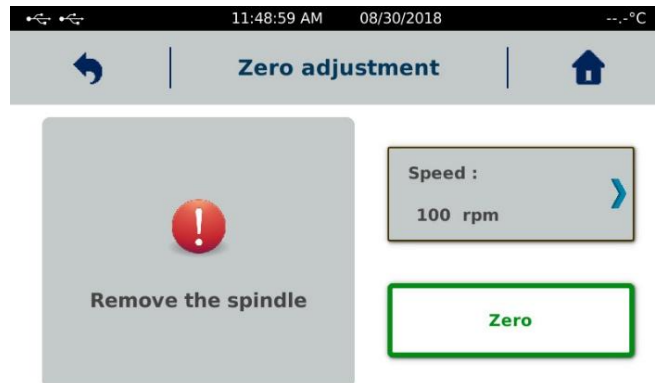 11:48:59 AM 08/30/2018 --.-°C
Zero adjustment
Speed :
100 rpm
Remove the spindle
Zero